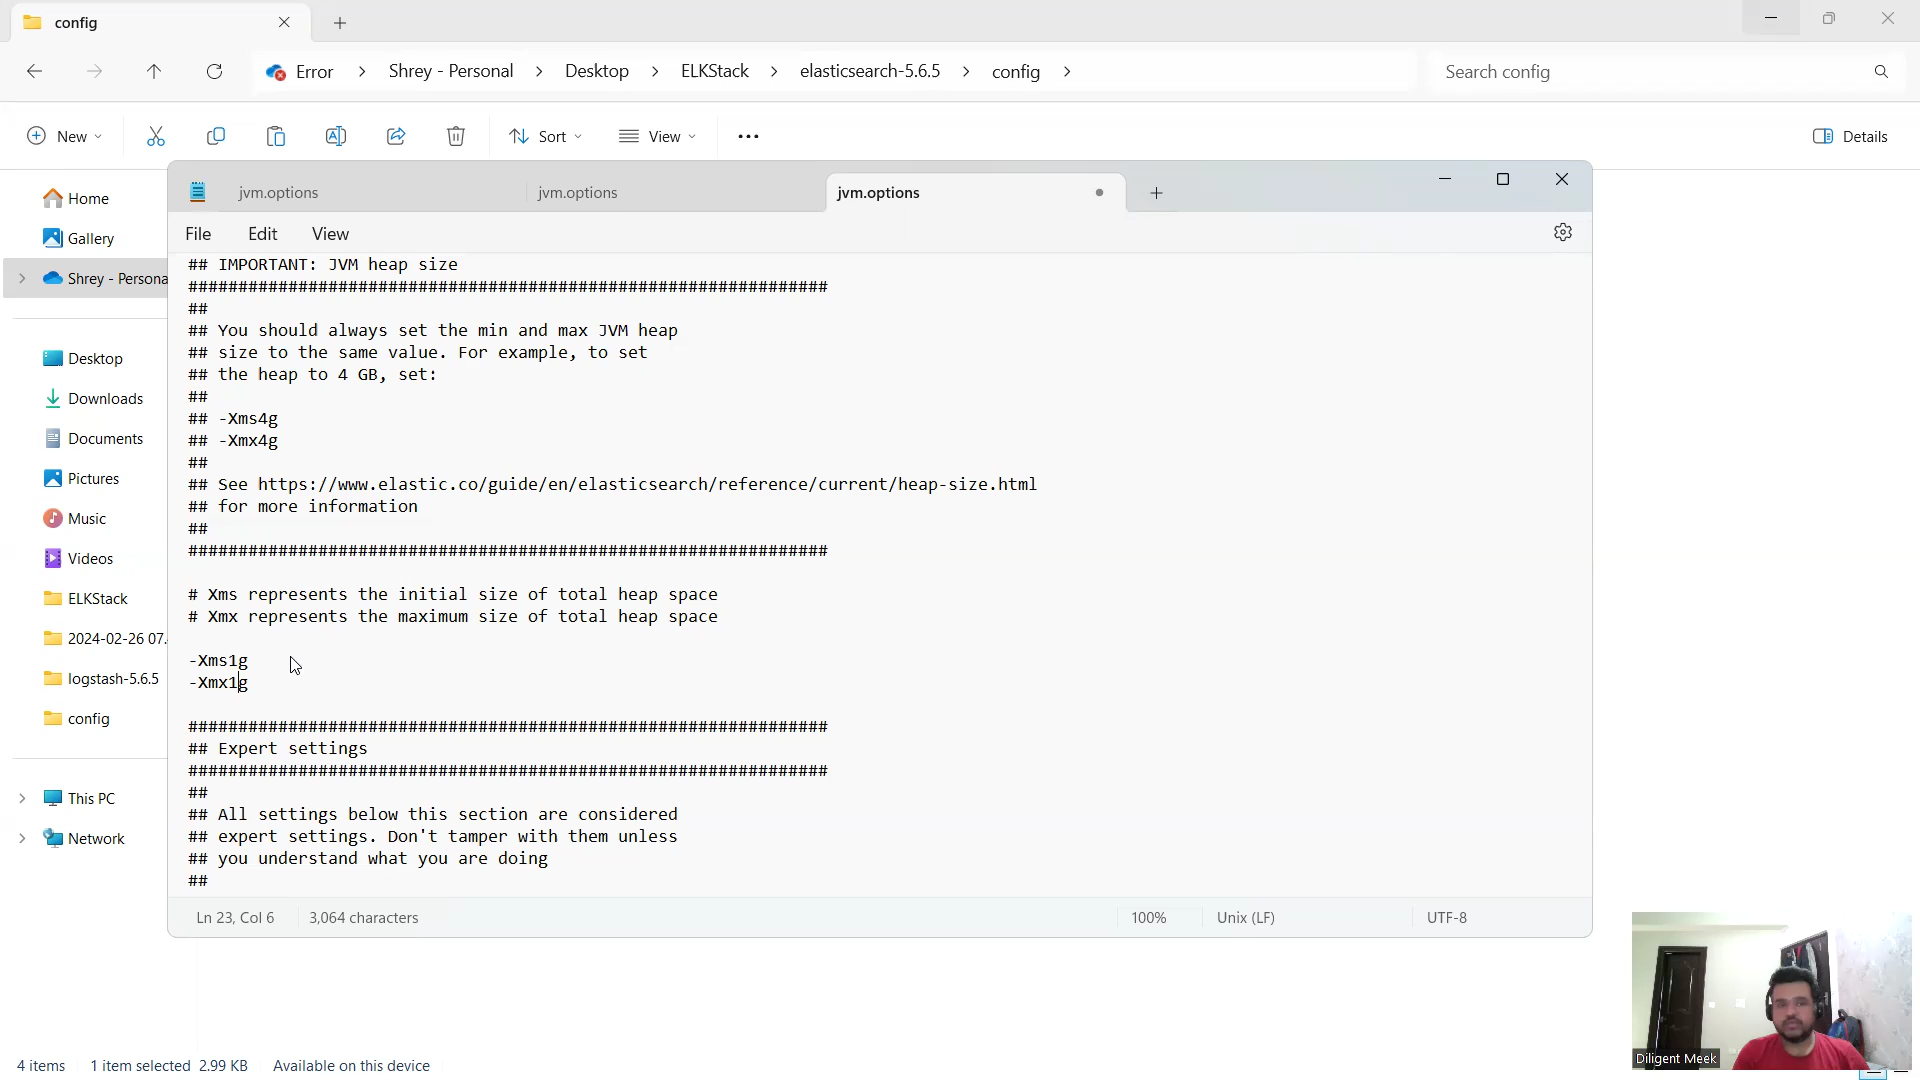 config
Error
Shrey - Personal
Desktop
ELKStack
elasticsearch-5.6.5
config
Search config
New
Sort
View
Details
Home
Gallery
Shrey - Persona
Desktop
Downloads
Documents
Pictures
Music
Videos
ELKStack
2024-02-26 07.
logstash-5.6.5
config
This PC
Network
jvm.options
jvm.options
jvm.options
File
Edit
View
## IMPORTANT: JVM heap size
################################################################
##
## You should always set the min and max JVM heap
## size to the same value. For example, to set
## the heap to 4 GB, set:
##
## -Xms4g
## -Xmx4g
##
## See https://www.elastic.co/guide/en/elasticsearch/reference/current/heap-size.html
## for more information
##
################################################################
# Xms represents the initial size of total heap space
# Xmx represents the maximum size of total heap space
-Xms1g
-Xmx1g
################################################################
## Expert settings
################################################################
##
## All settings below this section are considered
## expert settings. Don't tamper with them unless
## you understand what you are doing
##
Ln 23, Col 6
3,064 characters
100%
Unix (LF)
UTF-8
Diligent Meek
4 items
1 item selected 2.99 KB
Available on this device